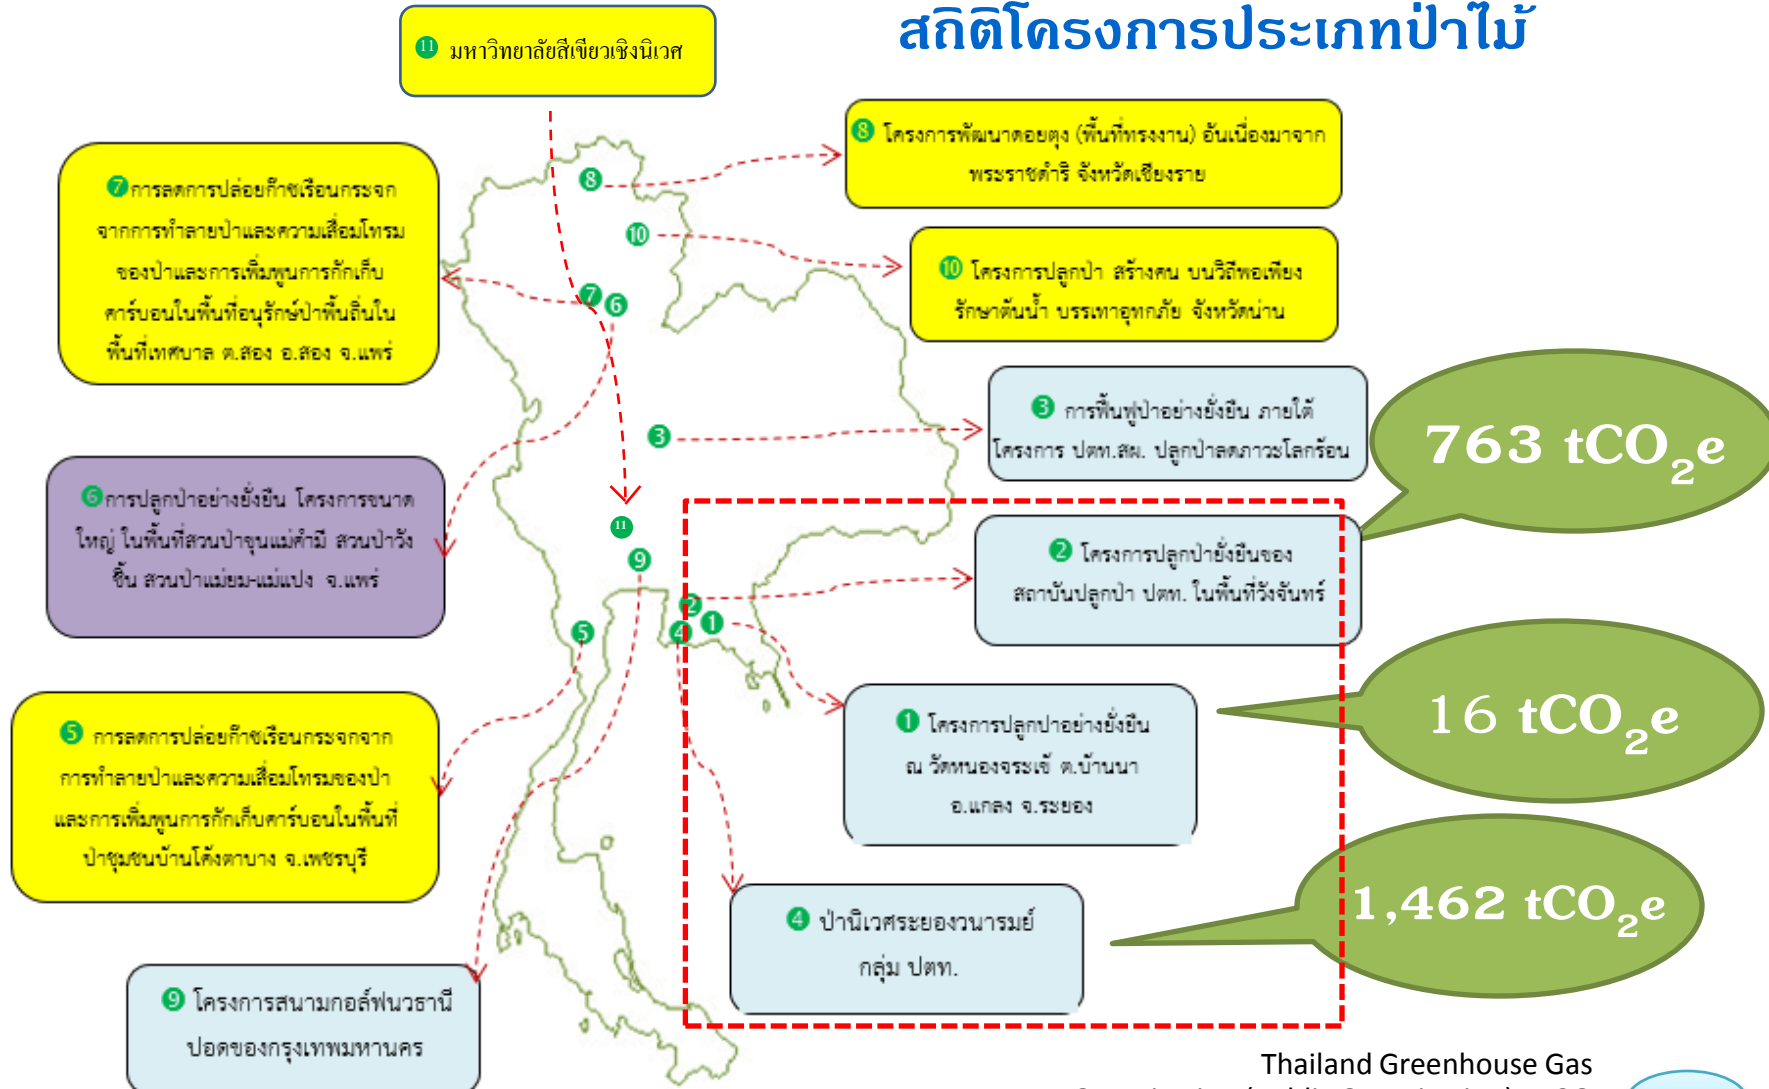 สถิติโครงการประเภทป่าไม้
⓫ มหาวิทยาลัยสีเขียวเชิงนิเวศ
❽ โครงการพัฒนาดอยตุง (พื้นที่ทรงงาน) อันเนื่องมาจาก
พระราชดำริ จังหวัดเชียงราย
❼การลดการปล่อยก๊าซเรือนกระจก
จากการทำลายป่าและความเสื่อมโทรม
ของป่าและการเพิ่มพูนการกักเก็บ
คาร์บอนในพื้นที่อนุรักษ์ป่าพื้นถิ่นใน
พื้นที่เทศบาล ต.สอง อ.สอง จ.แพร่
❿ โครงการปลูกป่า สร้างคน บนวิถีพอเพียง
รักษาต้นน้ำ บรรเทาอุทกภัย จังหวัดน่าน
❸ การฟื้นฟูป่าอย่างยั่งยืน ภายใต้
โครงการ ปตท.สผ. ปลูกป่าลดภาวะโลกร้อน
763 tCO₂e
❻การปลูกป่าอย่างยั่งยืน โครงการขนาด
ใหญ่ ในพื้นที่สวนป่าขุนแม่คำมี สวนป่าวัง
ชิ้น สวนป่าแม่ยม-แม่แปง จ.แพร่
❷ โครงการปลูกป่ายั่งยืนของ
สถาบันปลูกป่า ปตท. ในพื้นที่วังจันทร์
❽
❿
❼
❻
❸
⓫
❾
❷
❶
❹
❺
❺ การลดการปล่อยก๊าซเรือนกระจกจาก
การทำลายป่าและความเสื่อมโทรมของป่า
และการเพิ่มพูนการกักเก็บคาร์บอนในพื้นที่
ป่าชุมชนบ้านโค้งตาบาง จ.เพชรบุรี
❶ โครงการปลูกป่าอย่างยั่งยืน
ณ วัดหนองจระเข้ ต.บ้านนา
อ.แกลง จ.ระยอง
16 tCO₂e
❹ ป่านิเวศระยองวนารมย์
กลุ่ม ปตท.
1,462 tCO₂e
❾ โครงการสนามกอล์ฟนวธานี
ปอดของกรุงเทพมหานคร
Thailand Greenhouse Gas